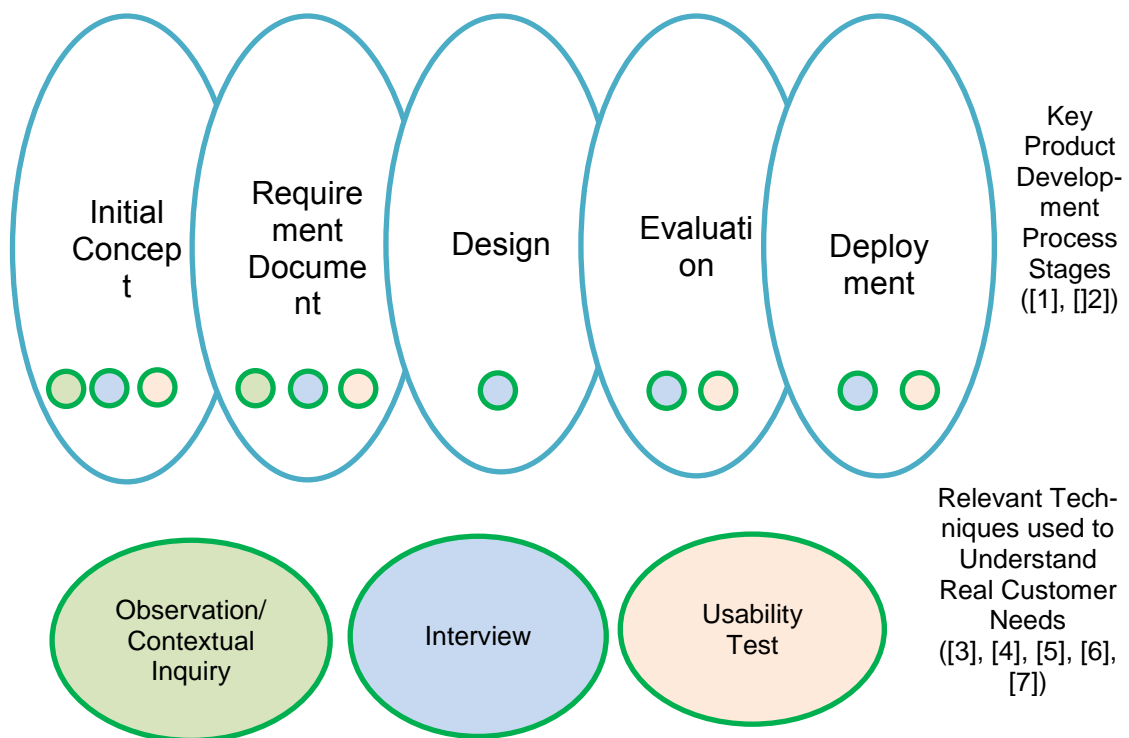 Initial
Concep
t
Require
ment
Docume
nt
Design
Evaluati
on
Deploy
ment
Key
Product
Develop-
ment
Process
Stages
([1], []2])
Observation/
Contextual
Inquiry
Interview
Usability
Test
Relevant Tech-
niques used to
Understand
Real Customer
Needs
([3], [4], [5], [6],
[7])